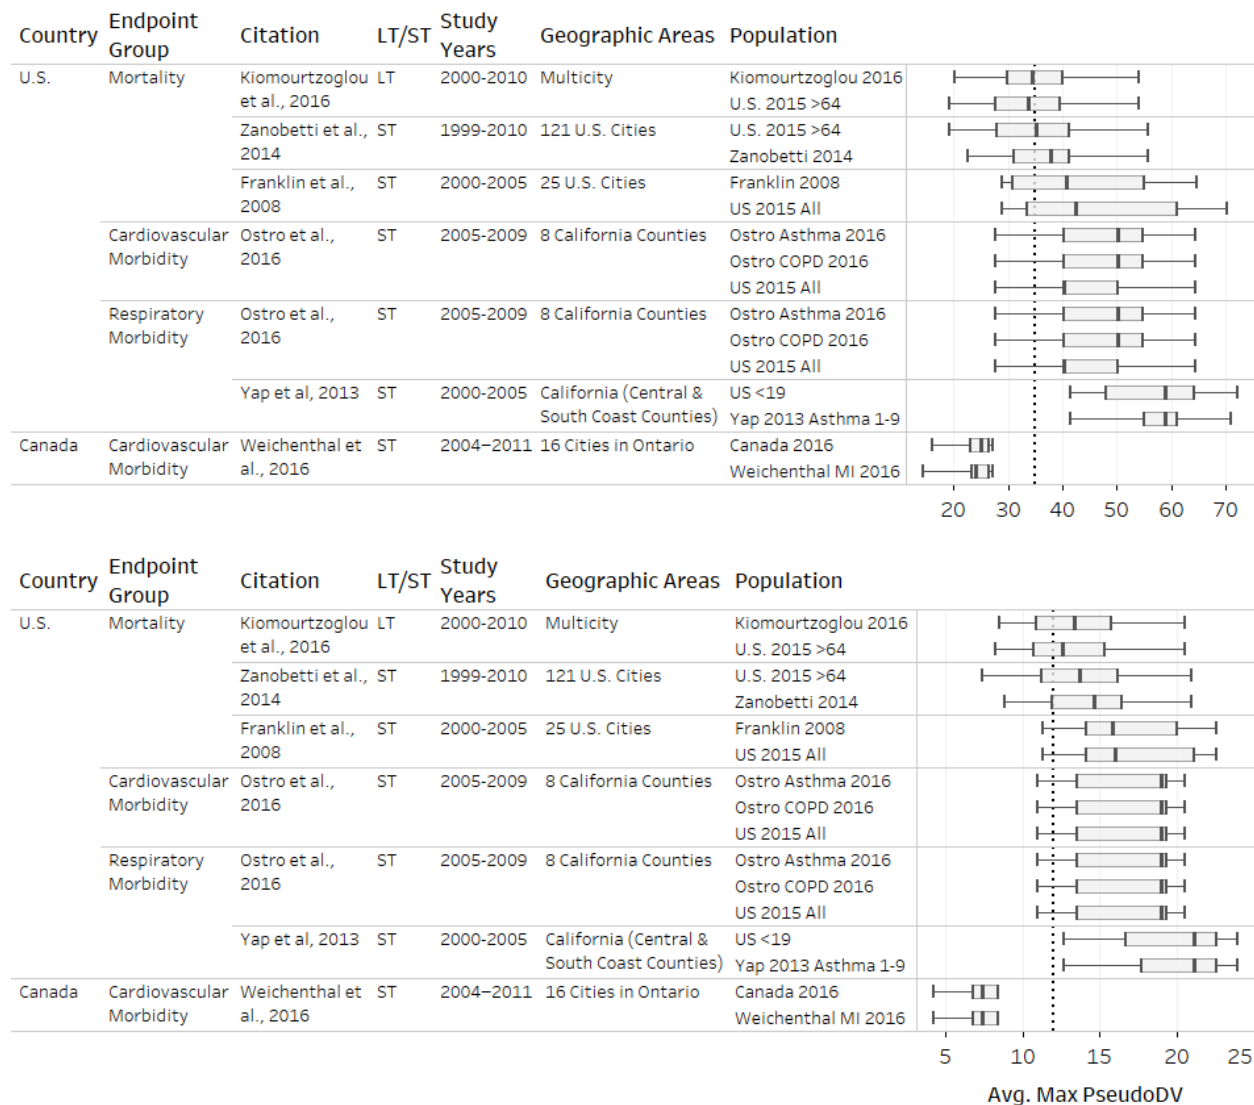 Country Endpoint Group Citation LT/ST Study Years Geographic Areas Population
U.S. Mortality Kiomourtzoglou et al., 2016 LT 2000-2010 Multicity Kiomourtzoglou 2016
U.S. 2015 >64
Zanobetti et al., 2014 ST 1999-2010 121 U.S. Cities U.S. 2015 >64
Zanobetti 2014
Franklin et al., 2008 ST 2000-2005 25 U.S. Cities Franklin 2008
US 2015 All
Cardiovascular Morbidity Ostro et al., 2016 ST 2005-2009 8 California Counties Ostro Asthma 2016
Ostro COPD 2016
US 2015 All
Respiratory Morbidity Ostro et al., 2016 ST 2005-2009 8 California Counties Ostro Asthma 2016
Ostro COPD 2016
US 2015 All
Yap et al, 2013 ST 2000-2005 California (Central & South Coast Counties) US <19
Yap 2013 Asthma 1-9
Canada Cardiovascular Morbidity Weichenthal et al., 2016 ST 2004–2011 16 Cities in Ontario Canada 2016
Weichenthal MI 2016
20 30 40 50 60 70
Country Endpoint Group Citation LT/ST Study Years Geographic Areas Population
U.S. Mortality Kiomourtzoglou et al., 2016 LT 2000-2010 Multicity Kiomourtzoglou 2016
U.S. 2015 >64
Zanobetti et al., 2014 ST 1999-2010 121 U.S. Cities U.S. 2015 >64
Zanobetti 2014
Franklin et al., 2008 ST 2000-2005 25 U.S. Cities Franklin 2008
US 2015 All
Cardiovascular Morbidity Ostro et al., 2016 ST 2005-2009 8 California Counties Ostro Asthma 2016
Ostro COPD 2016
US 2015 All
Respiratory Morbidity Ostro et al., 2016 ST 2005-2009 8 California Counties Ostro Asthma 2016
Ostro COPD 2016
US 2015 All
Yap et al, 2013 ST 2000-2005 California (Central & South Coast Counties) US <19
Yap 2013 Asthma 1-9
Canada Cardiovascular Morbidity Weichenthal et al., 2016 ST 2004–2011 16 Cities in Ontario Canada 2016
Weichenthal MI 2016
5 10 15 20 25
Avg. Max PseudoDV